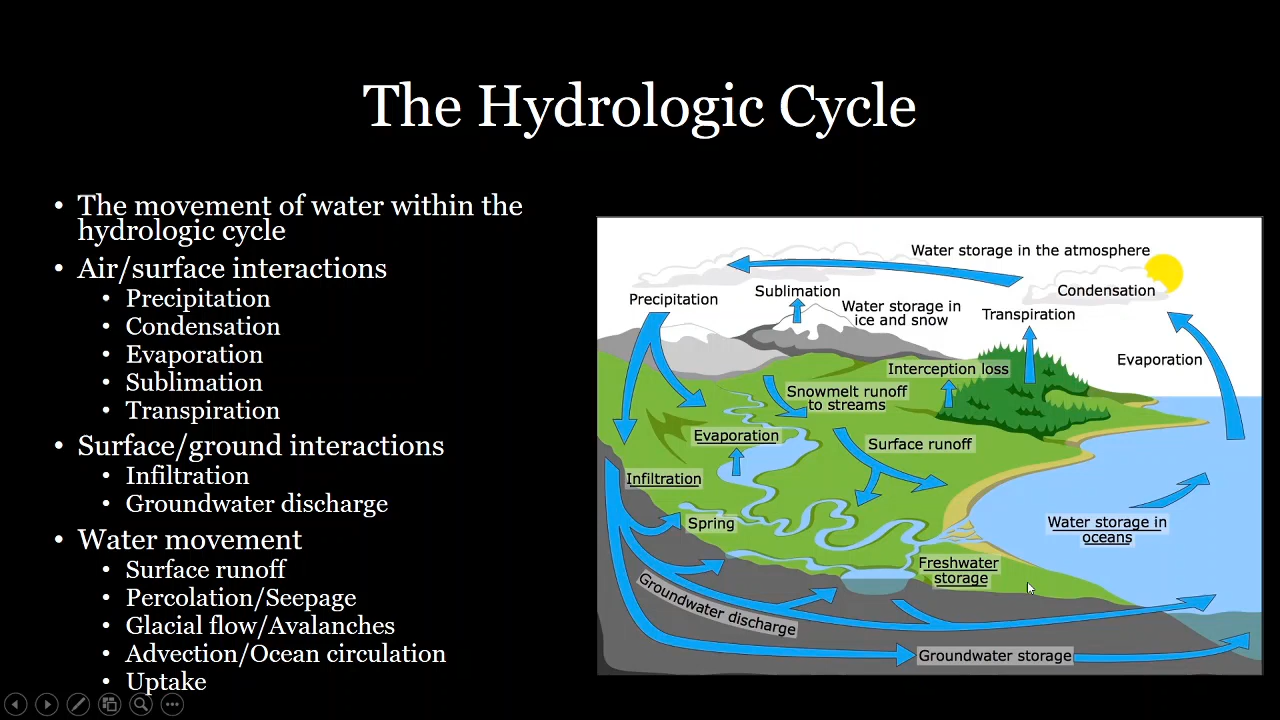 The Hydrologic Cycle
• The movement of water within the
hydrologic cycle
• Air/surface interactions
• Precipitation
• Condensation
• Evaporation
• Sublimation
• Transpiration
• Surface/ground interactions
• Infiltration
• Groundwater discharge
• Water movement
• Surface runoff
• Percolation/Seepage
• Glacial flow/Avalanches
• Advection/Ocean circulation
• Uptake
Water storage in the atmosphere
Condensation
Sublimation
Precipitation
Water storage in
ice and snow
Transpiration
Evaporation
Interception loss
Snowmelt runoff
to streams
Evaporation
Surface runoff
Infiltration
Spring
Water storage in
oceans
Freshwater
storage
Groundwater discharge
Groundwater storage